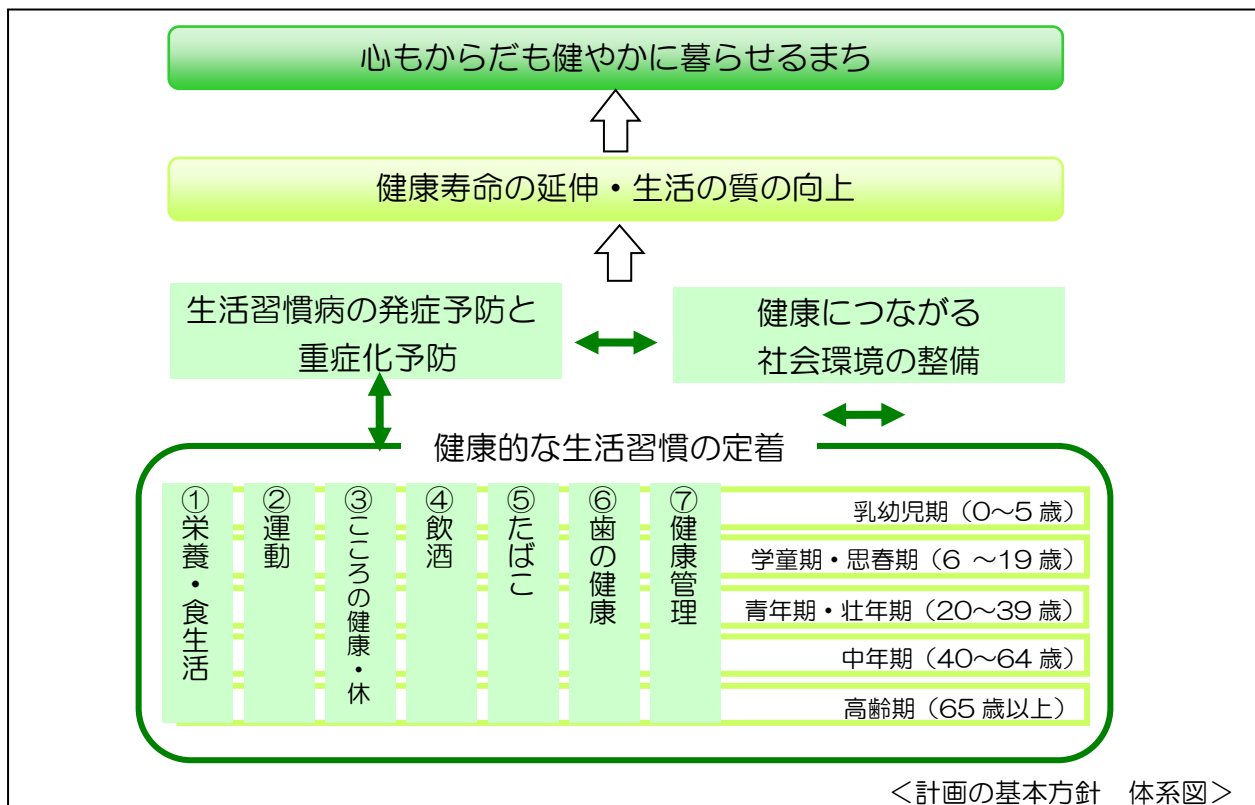 心もからだも健やかに暮らせるまち
健康寿命の延伸・生活の質の向上
生活習慣病の発症予防と
重症化予防
健康につながる
社会環境の整備
健康的な生活習慣の定着
①栄養・食生活
②運動
③こころの健康・休
④飲酒
⑤たばこ
⑥歯の健康
⑦健康管理
乳幼児期（0～5 歳）
学童期・思春期（6 ～19 歳）
青年期・壮年期（20～39 歳）
中年期（40～64 歳）
高齢期（65 歳以上）
＜計画の基本方針　体系図＞